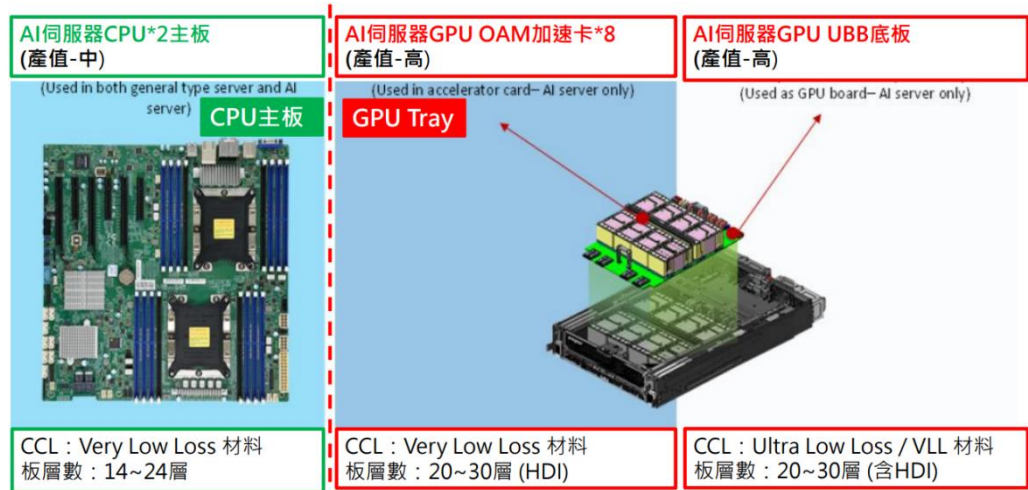 AI伺服器CPU*2主板
(產值-中)
(Used in both general type server and AI
server)
CPU主板
CCL：Very Low Loss 材料
板層數：14~24層
AI伺服器GPU OAM加速卡*8
(產值-高)
(Used in accelerator card— AI server only)
GPU Tray
CCL：Very Low Loss 材料
板層數：20~30層 (HDI)
AI伺服器GPU UBB底板
(產值-高)
(Used as GPU board— AI server only)
CCL：Ultra Low Loss / VLL 材料
板層數：20~30層 (含HDI)